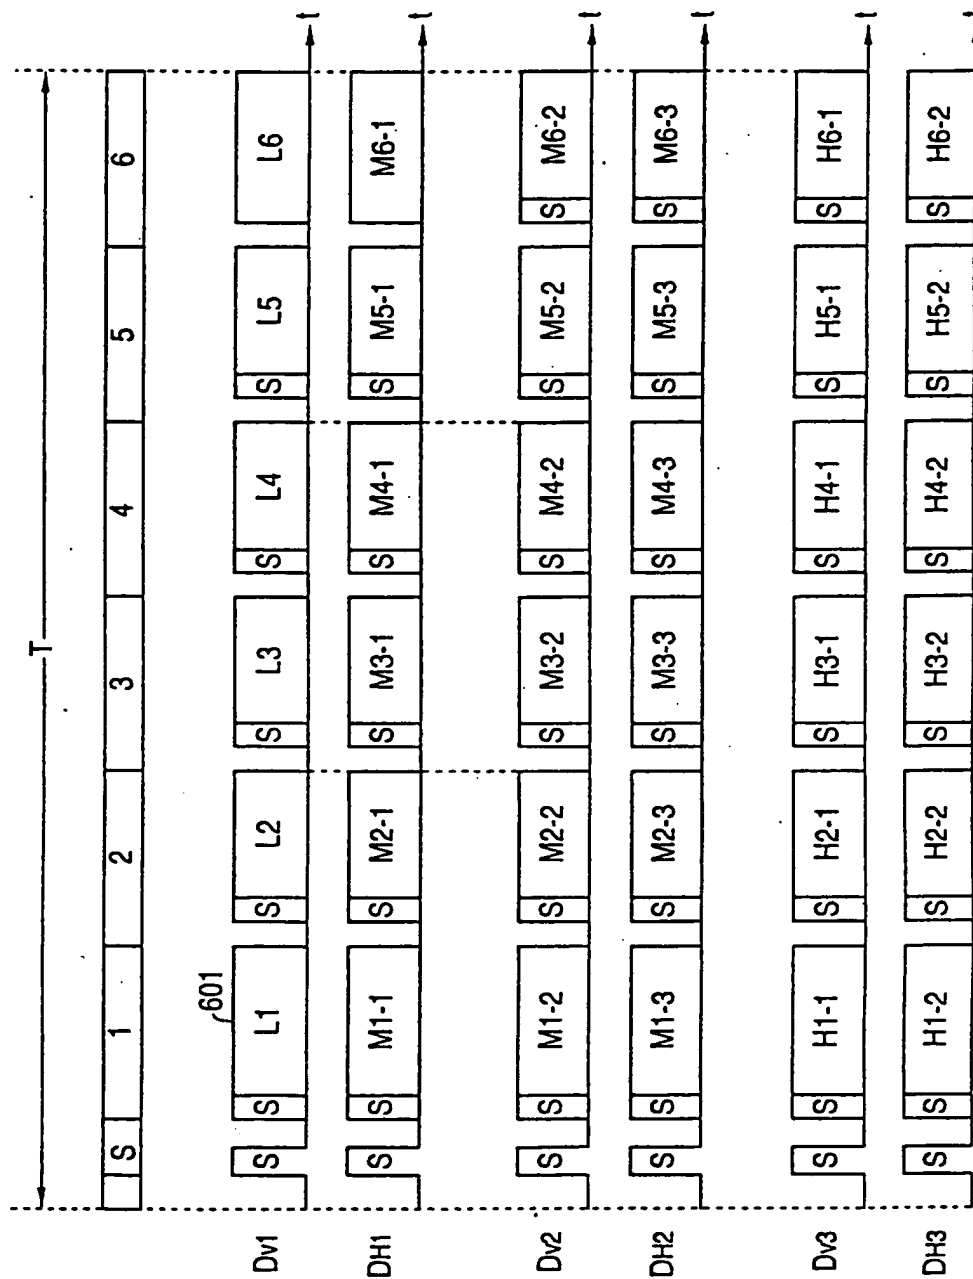 T
S 1 2 3 4 5 6
601
Dv1 S S L1 S L2 S L3 S L4 S L5 L6 t
DH1 S S M1-1 S M2-1 S M3-1 S M4-1 S M5-1 M6-1 t
Dv2 S S M1-2 S M2-2 S M3-2 S M4-2 S M5-2 S M6-2 t
DH2 S S M1-3 S M2-3 S M3-3 S M4-3 S M5-3 S M6-3 t
Dv3 S S H1-1 S H2-1 S H3-1 S H4-1 S H5-1 S H6-1 t
DH3 S S H1-2 S H2-2 S H3-2 S H4-2 S H5-2 S H6-2 t